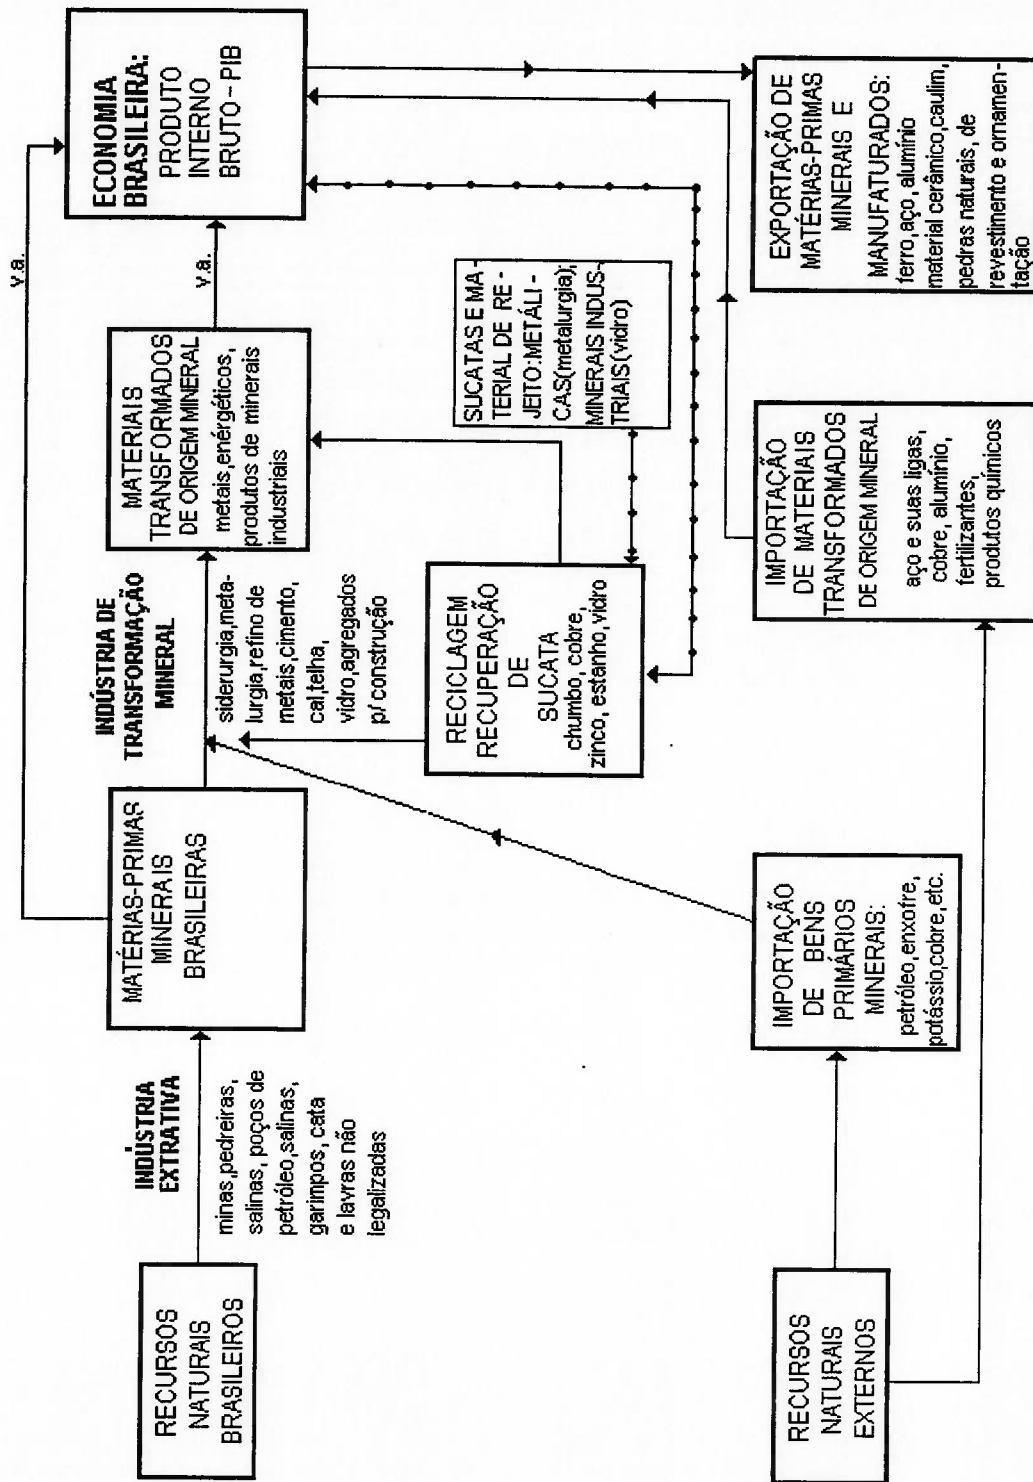 RECURSOS
NATURAIS
BRASILEIROS
INDÚSTRIA
EXTRATIVA
minas,pedreiras,
salinas, poços de
petróleo,salinas,
garimpos, cata
e lavras não
legalizadas
MATÉRIAS-PRIMAS
MINERAIS
BRASILEIRAS
INDÚSTRIA DE
TRANSFORMAÇÃO
MINERAL
siderurgia,meta-
lurgia,refino de
metais,cimento,
cal,telha,
vidro,agregados
p/ construção
MATERIAIS
TRANSFORMADOS
DE ORIGEM MINERAL
metais,enérgéticos,
produtos de minerais
industriais
v.a.
v.a.
ECONOMIA
BRASILEIRA:
PRODUTO
INTERNO
BRUTO-PIB
RECICLAGEM
RECUPERAÇÃO
DE
SUCATA
chumbo, cobre,
zinco, estanho,vidro
SUCATAS E MA-
TERIAL DE RE-
JEITO:METÁLI-
CAS(metalurgia);
MINERAIS INDUS-
TRIAIS(vidro)
RECURSOS
NATURAIS
EXTERNOS
IMPORTAÇÃO
DE BENS
PRIMÁRIOS
MINERAIS:
petróleo,enxofre,
potássio,cobre,etc.
IMPORTAÇÃO
DE MATERIAIS
TRANSFORMADOS
DE ORIGEM MINERAL
aço e suas ligas,
cobre, alumínio,
fertilizantes,
produtos químicos
EXPORTAÇÃO DE
MATÉRIAS-PRIMAS
MINERAIS E
MANUFATURADOS:
ferro,aço, alumínio
material cerâmico,caulim,
pedras naturais, de
revestimento e ornamen-
tação